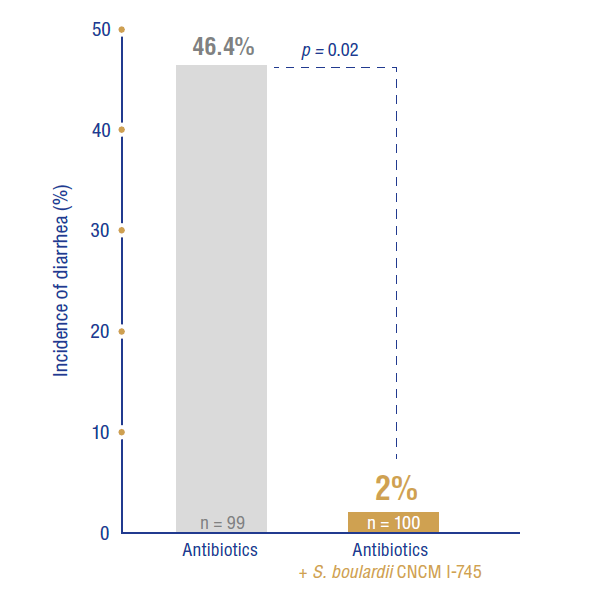 50
46.4%
p = 0.02
40
30
Incidence of diarrhea (%)
20
10
2%
n = 99
n = 100
0
Antibiotics
Antibiotics
+ S. boulardii CNCM I-745